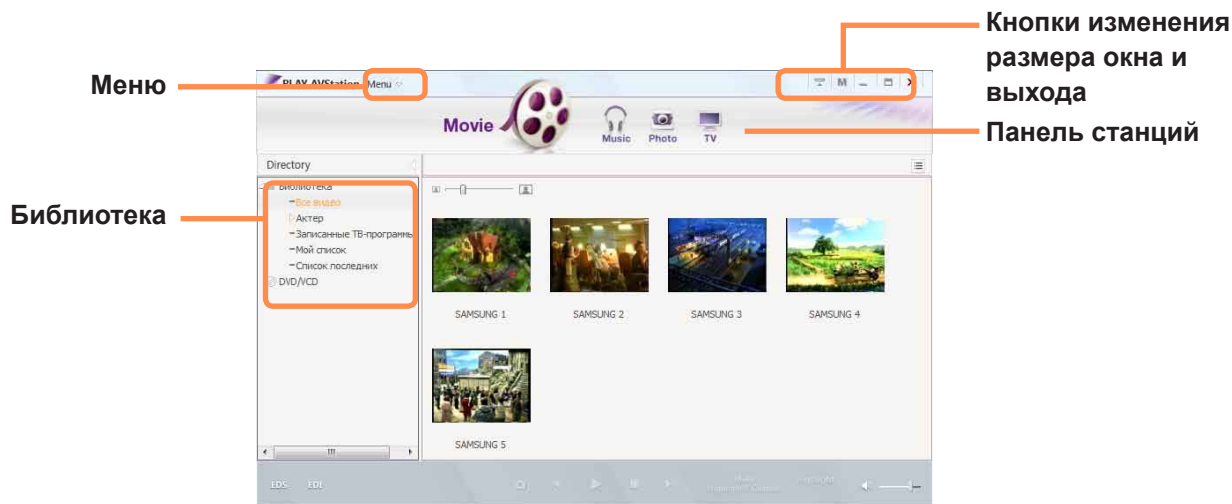 Кнопки изменения
размера окна и
выхода
Меню
PLAY AVStation Menu
M
Movie
Music Photo TV
Панель станций
Directory
Библиотека
Библиотека
Все видео
Актер
Записанные ТВ-программы
Мой список
Список последних
DVD/VCD
SAMSUNG 1 SAMSUNG 2 SAMSUNG 3 SAMSUNG 4
SAMSUNG 5
EDS EDI